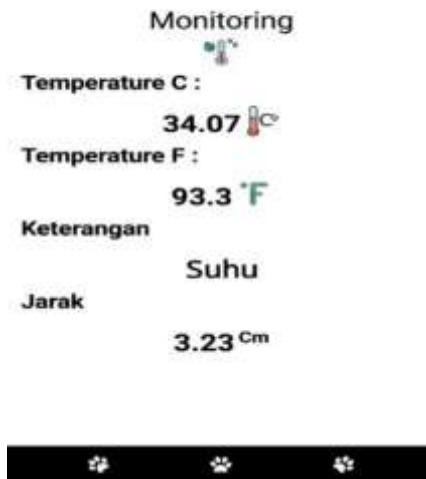 Monitoring
Temperature C :
34.07 C°
Temperature F :
93.3 °F
Keterangan
Suhu
Jarak
3.23 Cm